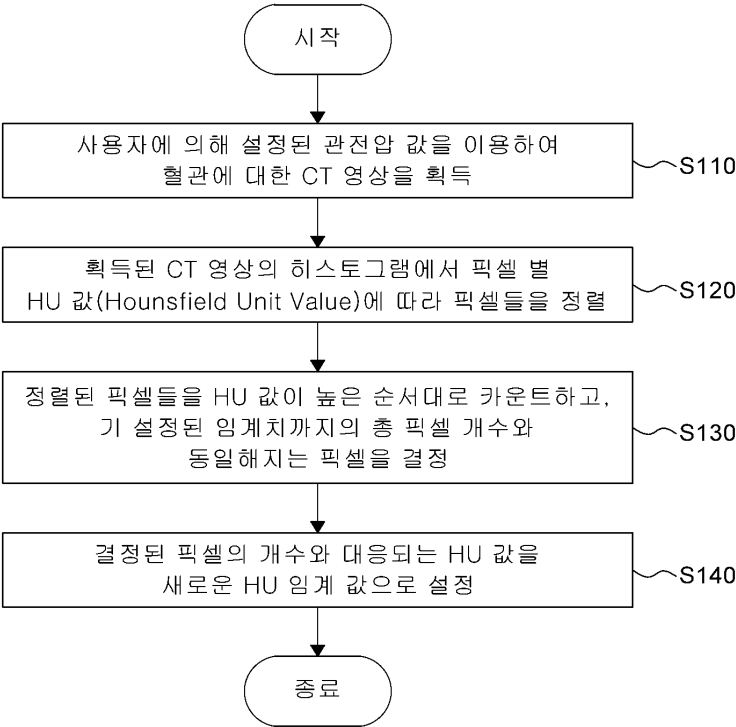 시작
사용자에 의해 설정된 관전압 값을 이용하여
혈관에 대한 CT 영상을 획득
S110
획득된 CT 영상의 히스토그램에서 픽셀 별
HU 값(Hounsfield Unit Value)에 따라 픽셀들을 정렬
S120
정렬된 픽셀들을 HU 값이 높은 순서대로 카운트하고,
기 설정된 임계치까지의 총 픽셀 개수와
동일해지는 픽셀을 결정
S130
결정된 픽셀의 개수와 대응되는 HU 값을
새로운 HU 임계 값으로 설정
S140
종료